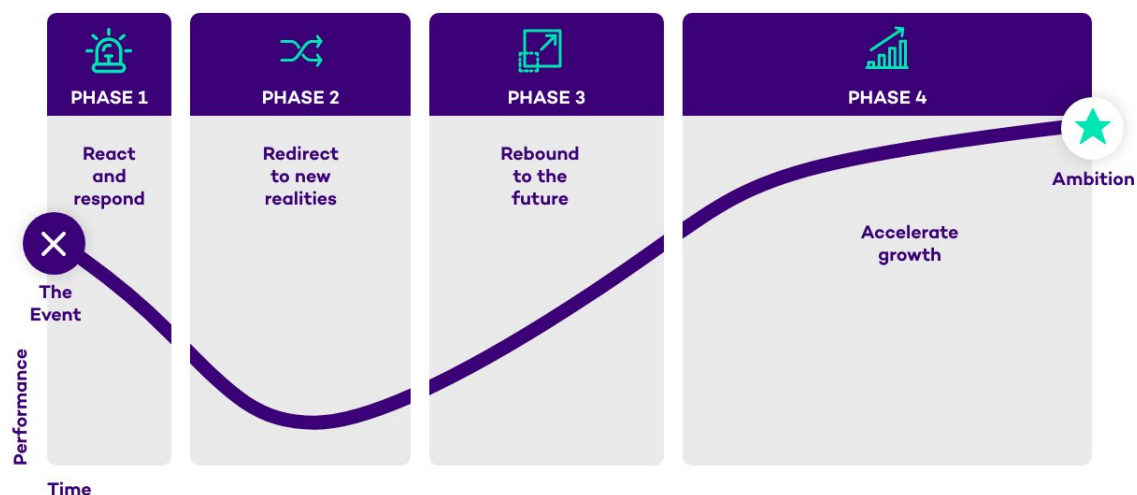 PHASE 1
PHASE 2
PHASE 3
PHASE 4
React
and
respond
Redirect
to new
realities
Rebound
to the
future
Accelerate
growth
The
Event
Ambition
Performance
Time